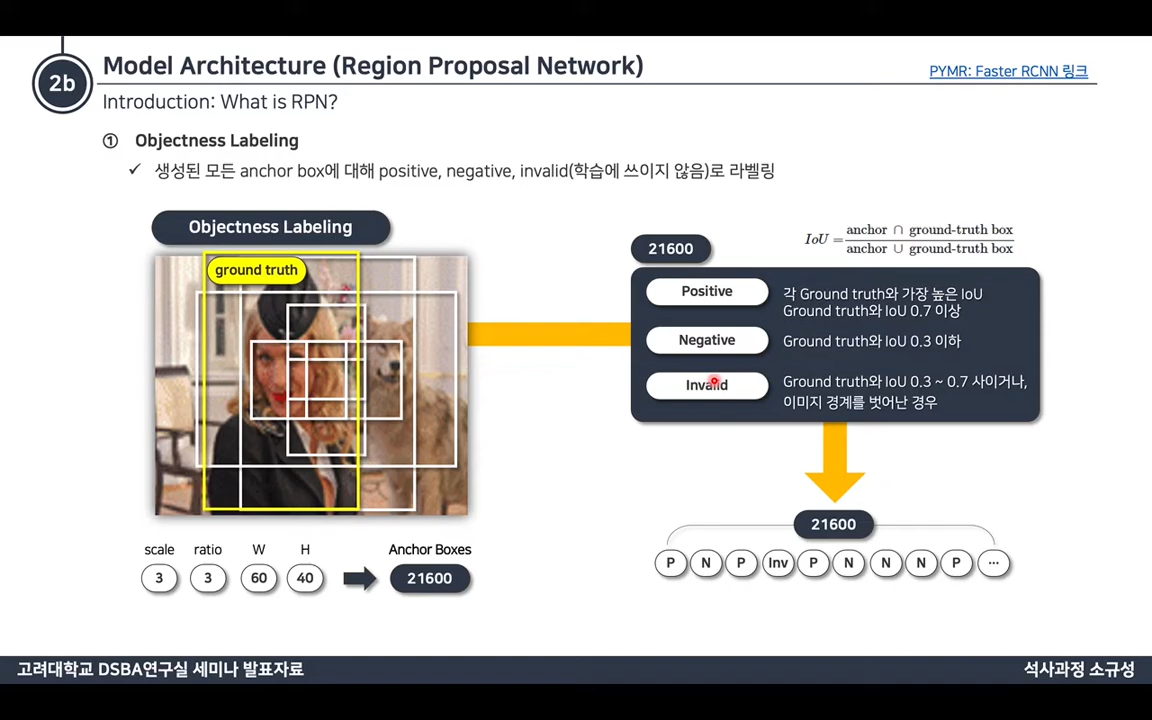 2b
Model Architecture (Region Proposal Network)
PYMR: Faster RCNN 링크
Introduction: What is RPN?
① Objectness Labeling
✓ 생성된 모든 anchor box에 대해 positive, negative, invalid(학습에 쓰이지 않음)로 라벨링
Objectness Labeling
ground truth
scale ratio W H Anchor Boxes
3 3 60 40 21600
21600
IoU = anchor ∩ ground-truth box
anchor ∪ ground-truth box
Positive
각 Ground truth와 가장 높은 IoU
Ground truth와 IoU 0.7 이상
Negative
Ground truth와 IoU 0.3 이하
Invalid
Ground truth와 IoU 0.3 ~ 0.7 사이거나,
이미지 경계를 벗어난 경우
21600
P N P Inv P N N N P ...
고려대학교 DSBA연구실 세미나 발표자료
석사과정 소규성